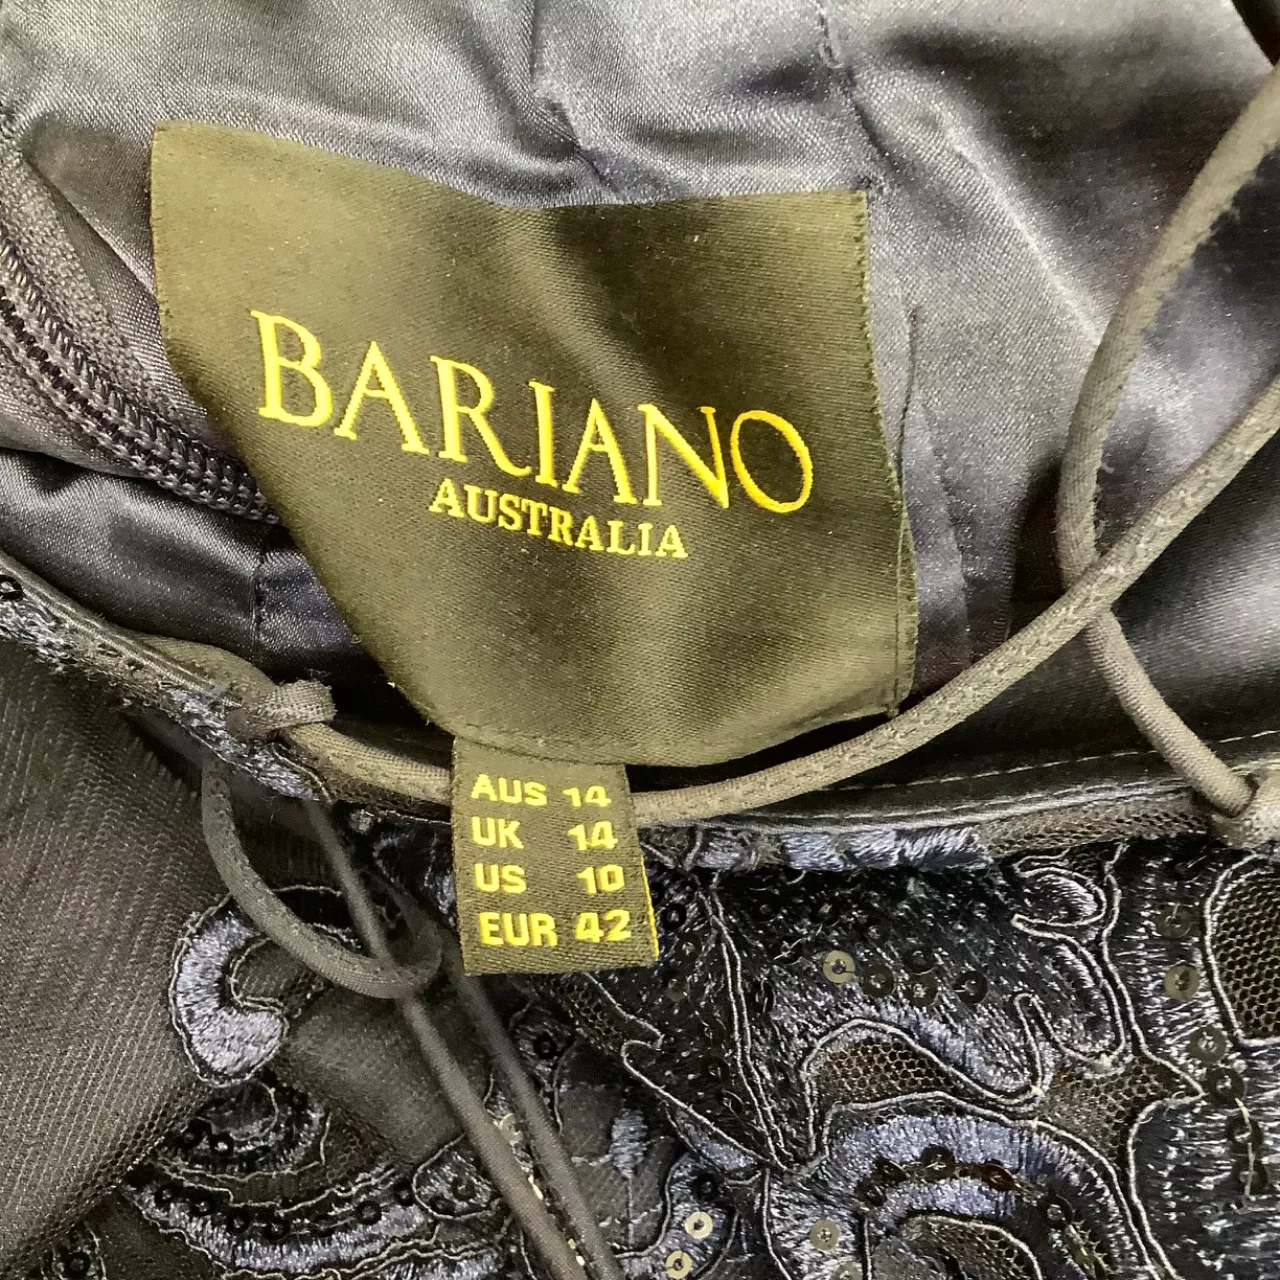 BARIANO
AUSTRALIA
AUS 14
UK 14
US 10
EUR 42